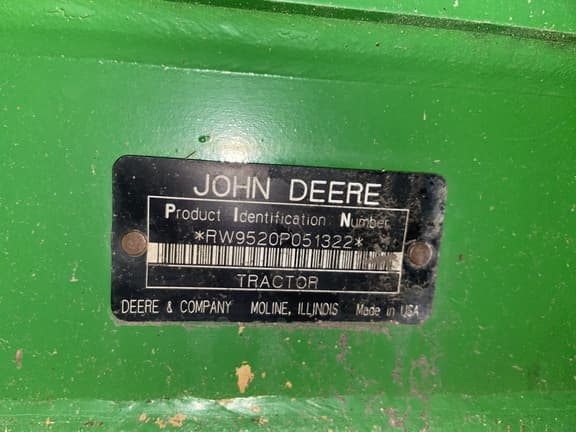 JOHN DEERE
Product Identification Number
*RW9520P051322*
TRACTOR
DEERE & COMPANY MOLINE, ILLINOIS Made in USA